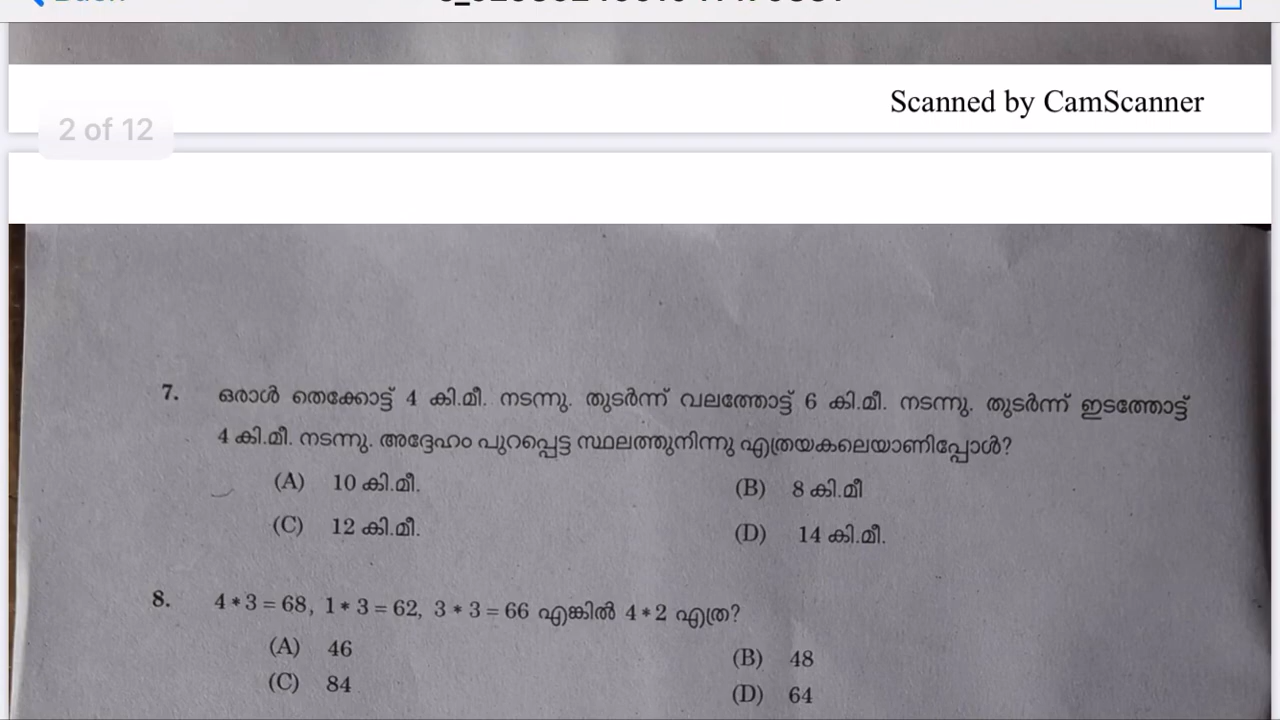 Scanned by CamScanner
2 of 12
7. ഒരാൾ തെക്കോട്ട് 4 കി.മീ. നടന്നു. തുടർന്ന് വലത്തോട്ട് 6 കി.മീ. നടന്നു. തുടർന്ന് ഇടത്തോട്ട്
4 കി.മീ. നടന്നു. അദ്ദേഹം പുറപ്പെട്ട സ്ഥലത്തുനിന്നു എത്രയകലെയാണിപ്പോൾ?
(A) 10 കി.മീ. (B) 8 കി.മീ
(C) 12 കി.മീ. (D) 14 കി.മീ.
8. 4 * 3 = 68, 1 * 3 = 62, 3 * 3 = 66 എങ്കിൽ 4 * 2 എത്ര?
(A) 46 (B) 48
(C) 84 (D) 64